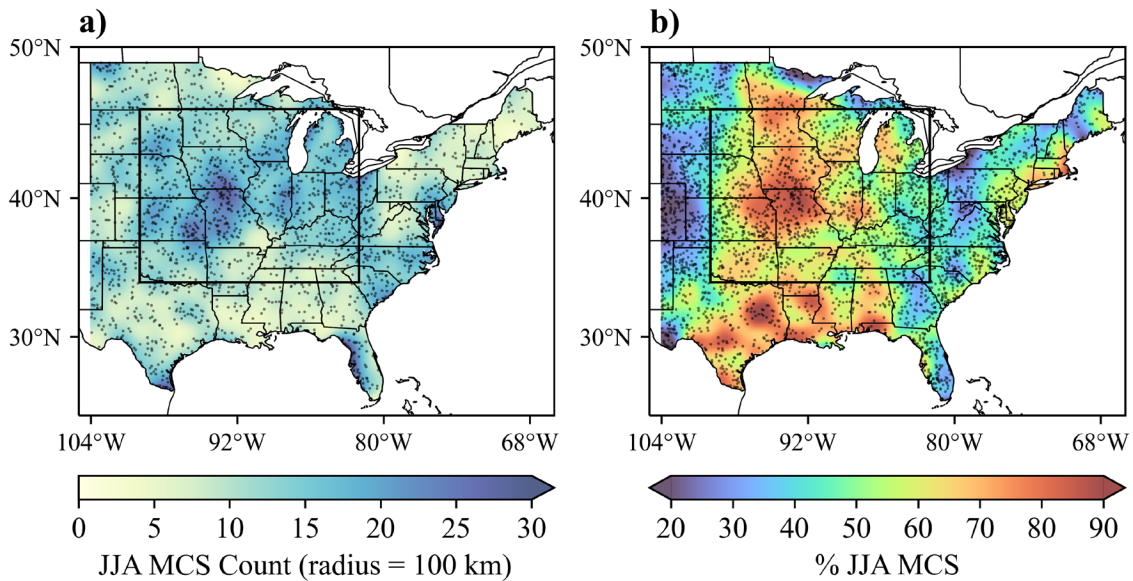 a)
b)
50°N
40°N
30°N
104°W 92°W 80°W 68°W
50°N
40°N
30°N
104°W 92°W 80°W 68°W
0 5 10 15 20 25 30
JJA MCS Count (radius = 100 km)
20 30 40 50 60 70 80 90
% JJA MCS